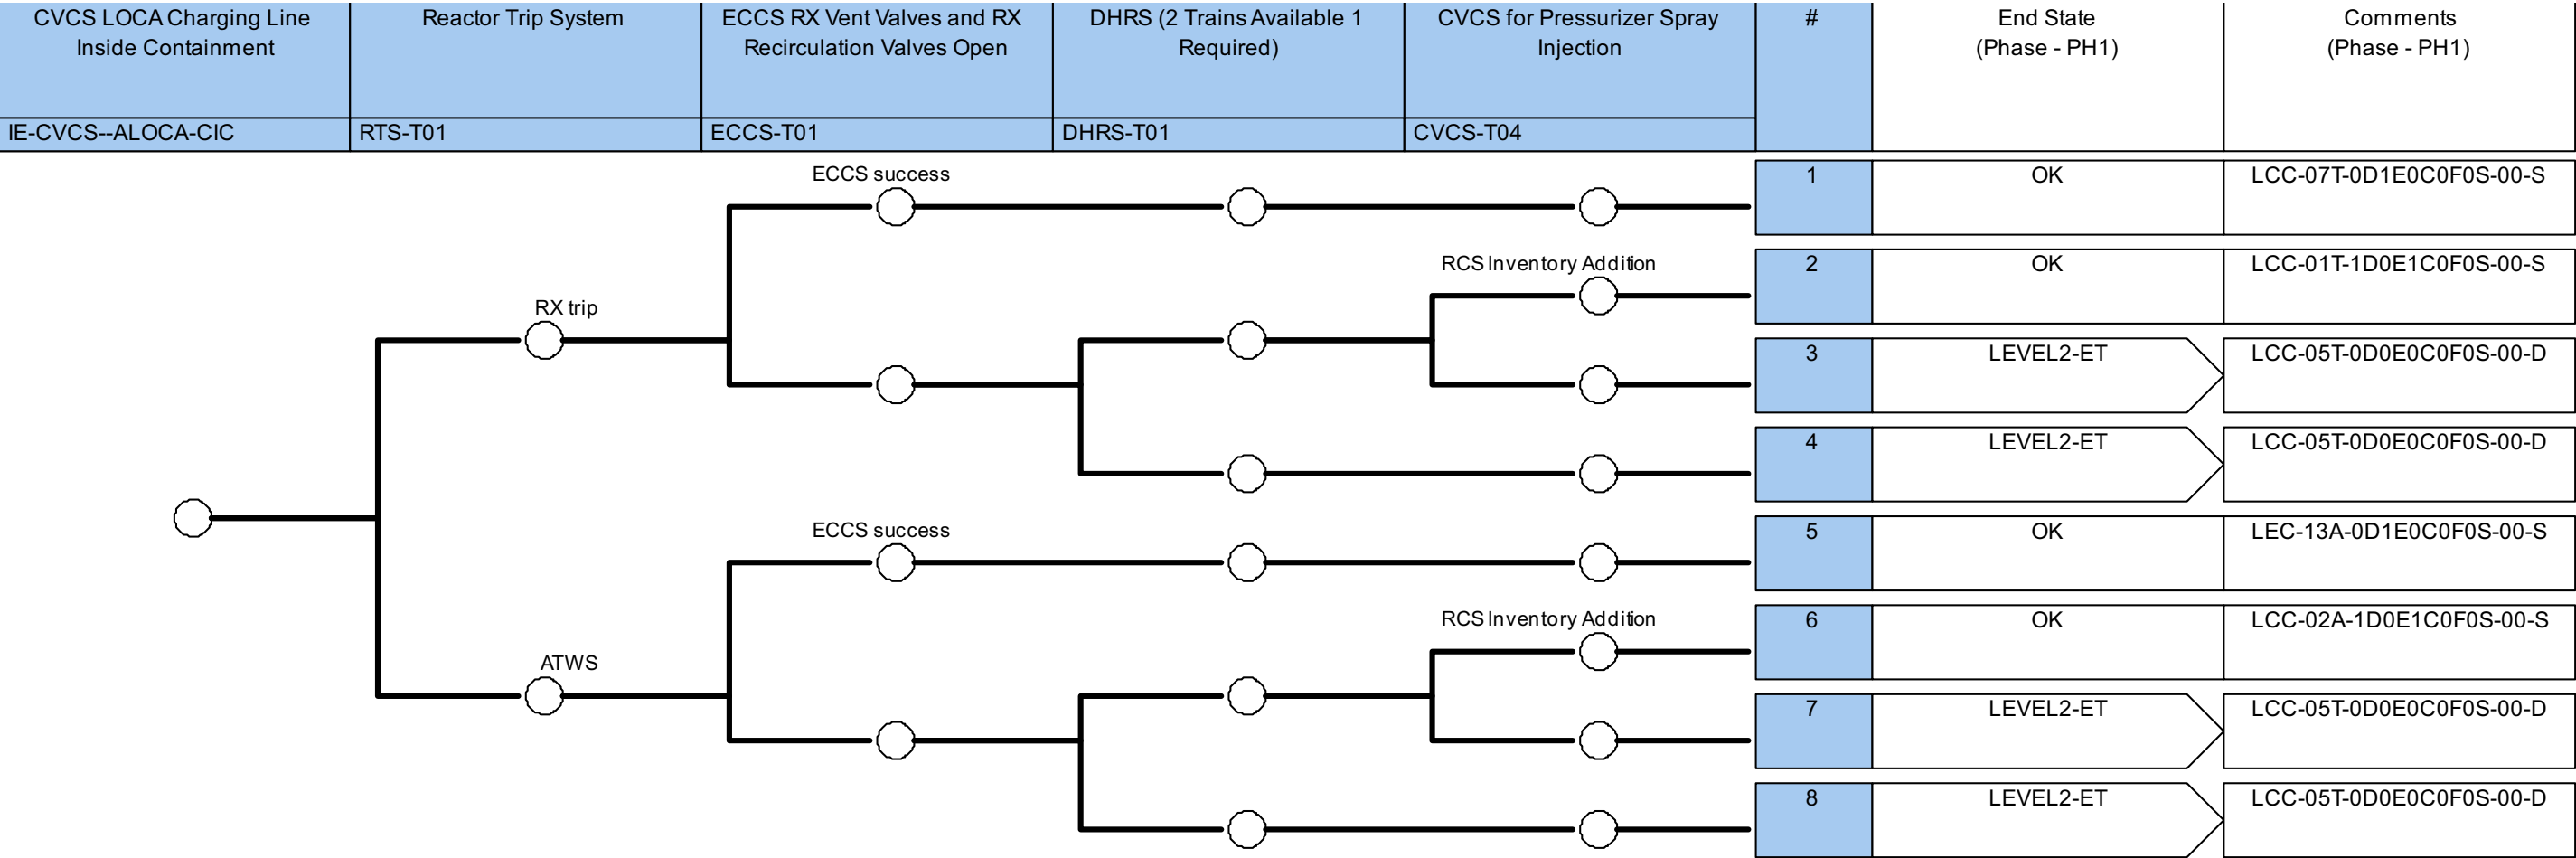 CVCS LOCA Charging Line
Inside Containment
Reactor Trip System
ECCS RX Vent Valves and RX
Recirculation Valves Open
DHRS (2 Trains Available 1
Required)
CVCS for Pressurizer Spray
Injection
#
End State
(Phase - PH1)
Comments
(Phase - PH1)
IE-CVCS--ALOCA-CIC
RTS-T01
ECCS-T01
DHRS-T01
CVCS-T04
ECCS success
1
OK
LCC-07T-0D1E0C0F0S-00-S
RCS Inventory Addition
2
OK
LCC-01T-1D0E1C0F0S-00-S
RX trip
3
LEVEL2-ET
LCC-05T-0D0E0C0F0S-00-D
4
LEVEL2-ET
LCC-05T-0D0E0C0F0S-00-D
ECCS success
5
OK
LEC-13A-0D1E0C0F0S-00-S
RCS Inventory Addition
6
OK
LCC-02A-1D0E1C0F0S-00-S
ATWS
7
LEVEL2-ET
LCC-05T-0D0E0C0F0S-00-D
8
LEVEL2-ET
LCC-05T-0D0E0C0F0S-00-D